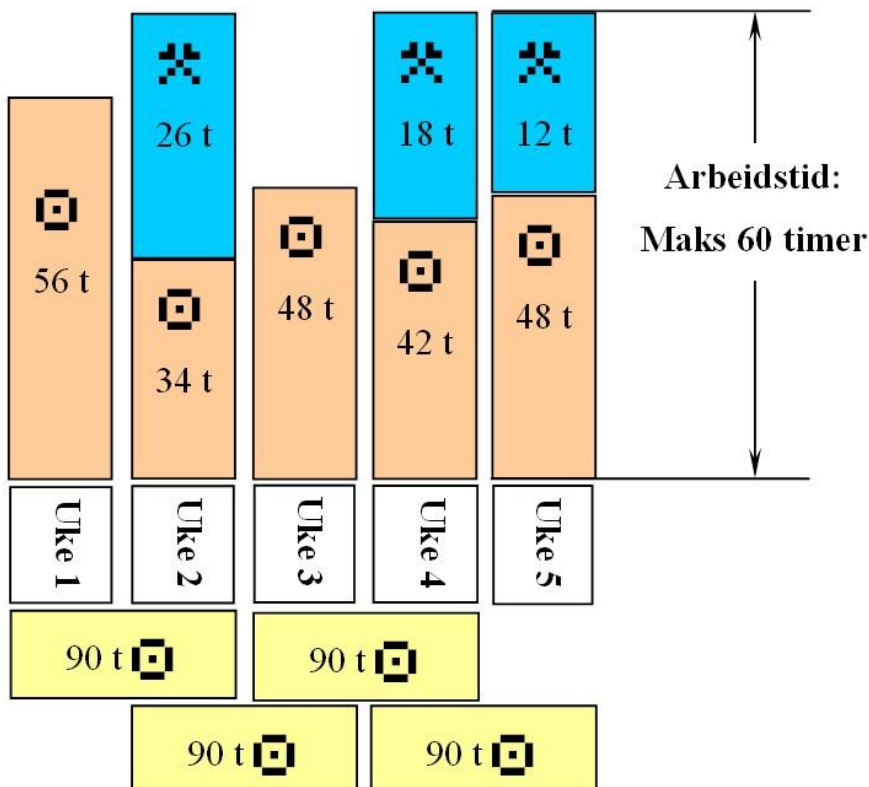 56 t
26 t
34 t
48 t
18 t
42 t
12 t
48 t
Arbeidstid:
Maks 60 timer
Uke 1
Uke 2
Uke 3
Uke 4
Uke 5
90 t
90 t
90 t
90 t